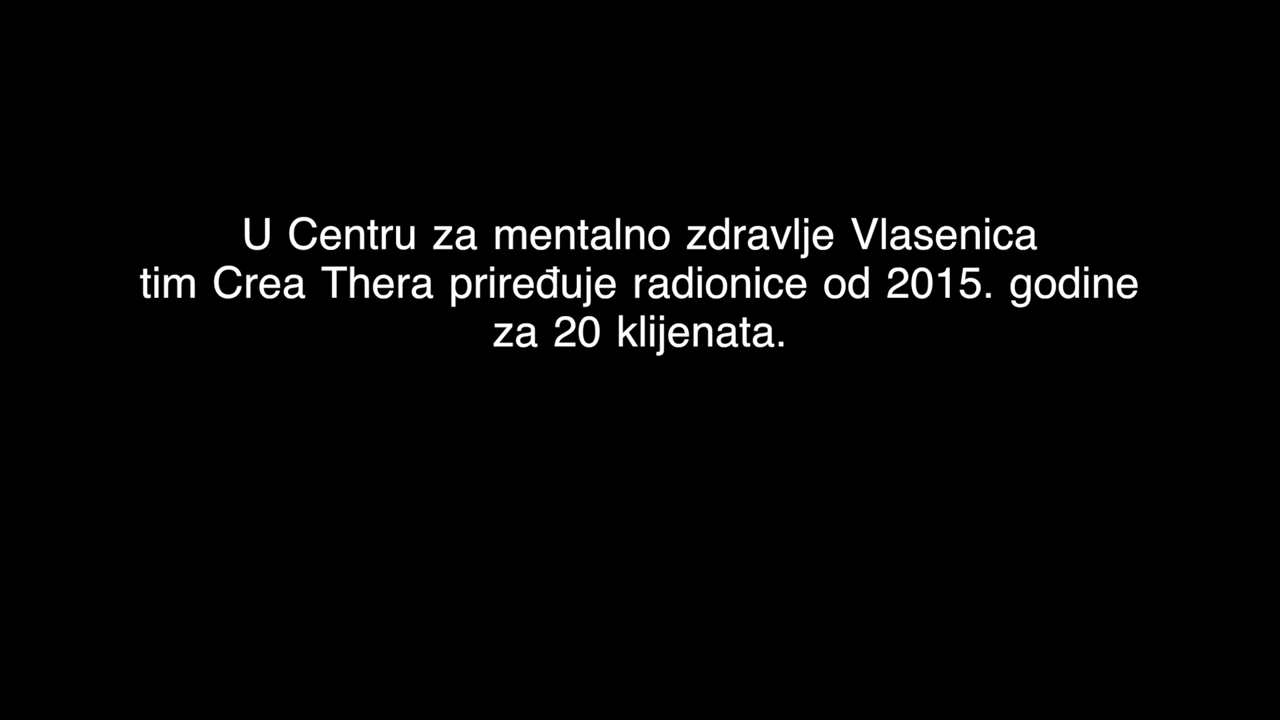 U Centru za mentalno zdravlje Vlasenica
tim Crea Thera priređuje radionice od 2015. godine
za 20 klijenata.